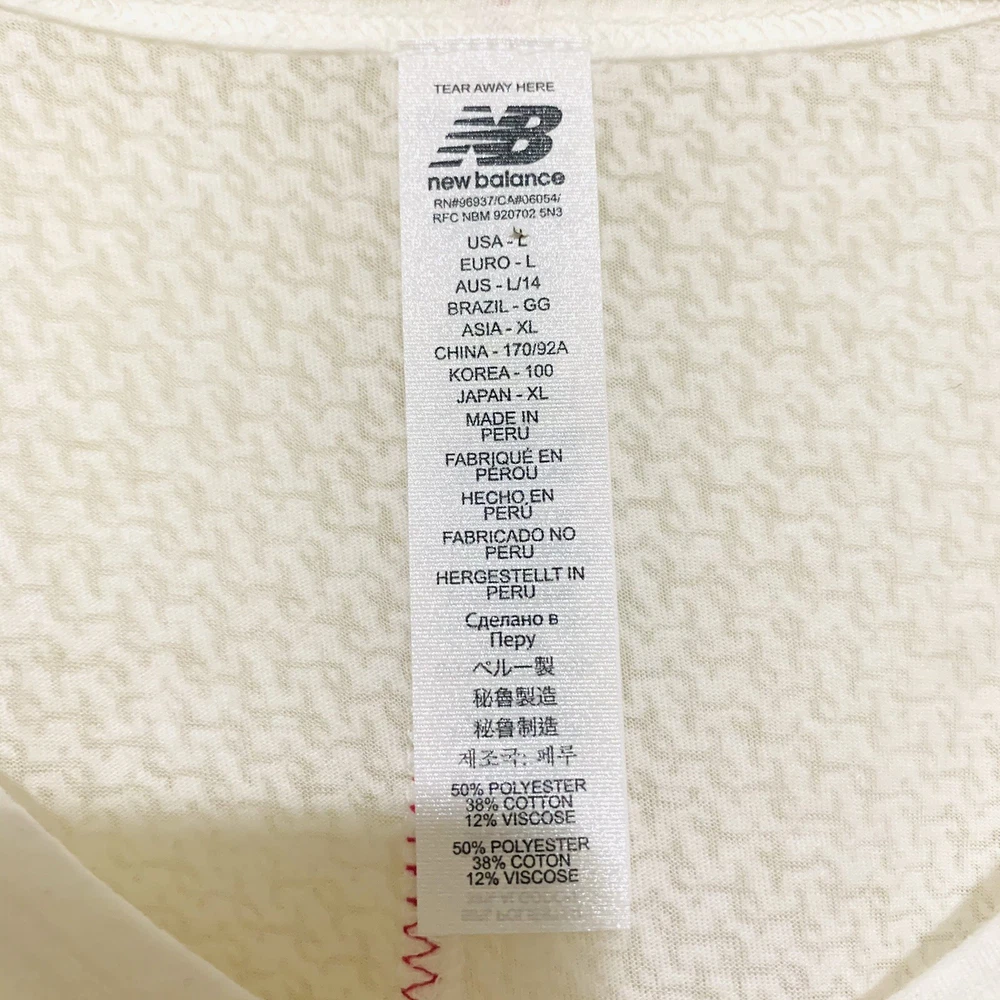 TEAR AWAY HERE
NB
new balance
RN#96937/CA#06054/
RFC NBM 920702 5N3
USA - L
EURO - L
AUS - L/14
BRAZIL - GG
ASIA - XL
CHINA - 170/92A
KOREA - 100
JAPAN - XL
MADE IN
PERU
FABRIQUÉ EN
PÉROU
HECHO EN
PERÚ
FABRICADO NO
PERU
HERGESTELLT IN
PERU
Сделано в
Перу
ペルー製
秘魯製造
秘鲁制造
제조국: 페루
50% POLYESTER
38% COTTON
12% VISCOSE
50% POLYESTER
38% COTON
12% VISCOSE